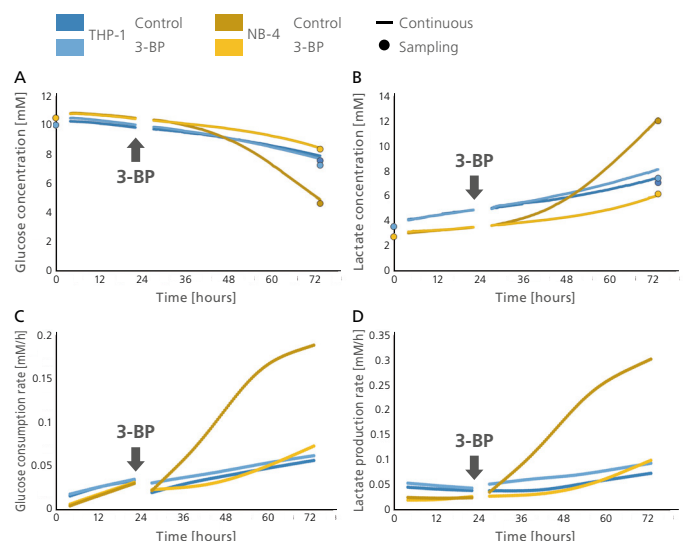 THP-1 Control NB-4 Control Continuous
3-BP 3-BP Sampling
A
Glucose concentration [mM]
12
10
8
6
4
2
0
3-BP
0 12 24 36 48 60 72
Time [hours]
B
Lactate concentration [mM]
14
12
10
8
6
4
2
0
3-BP
0 12 24 36 48 60 72
Time [hours]
C
Glucose consumption rate [mM/h]
0.2
0.15
0.1
0.05
0
3-BP
0 12 24 36 48 60 72
Time [hours]
D
Lactate production rate [mM/h]
0.35
0.3
0.25
0.2
0.15
0.1
0.05
0
3-BP
0 12 24 36 48 60 72
Time [hours]